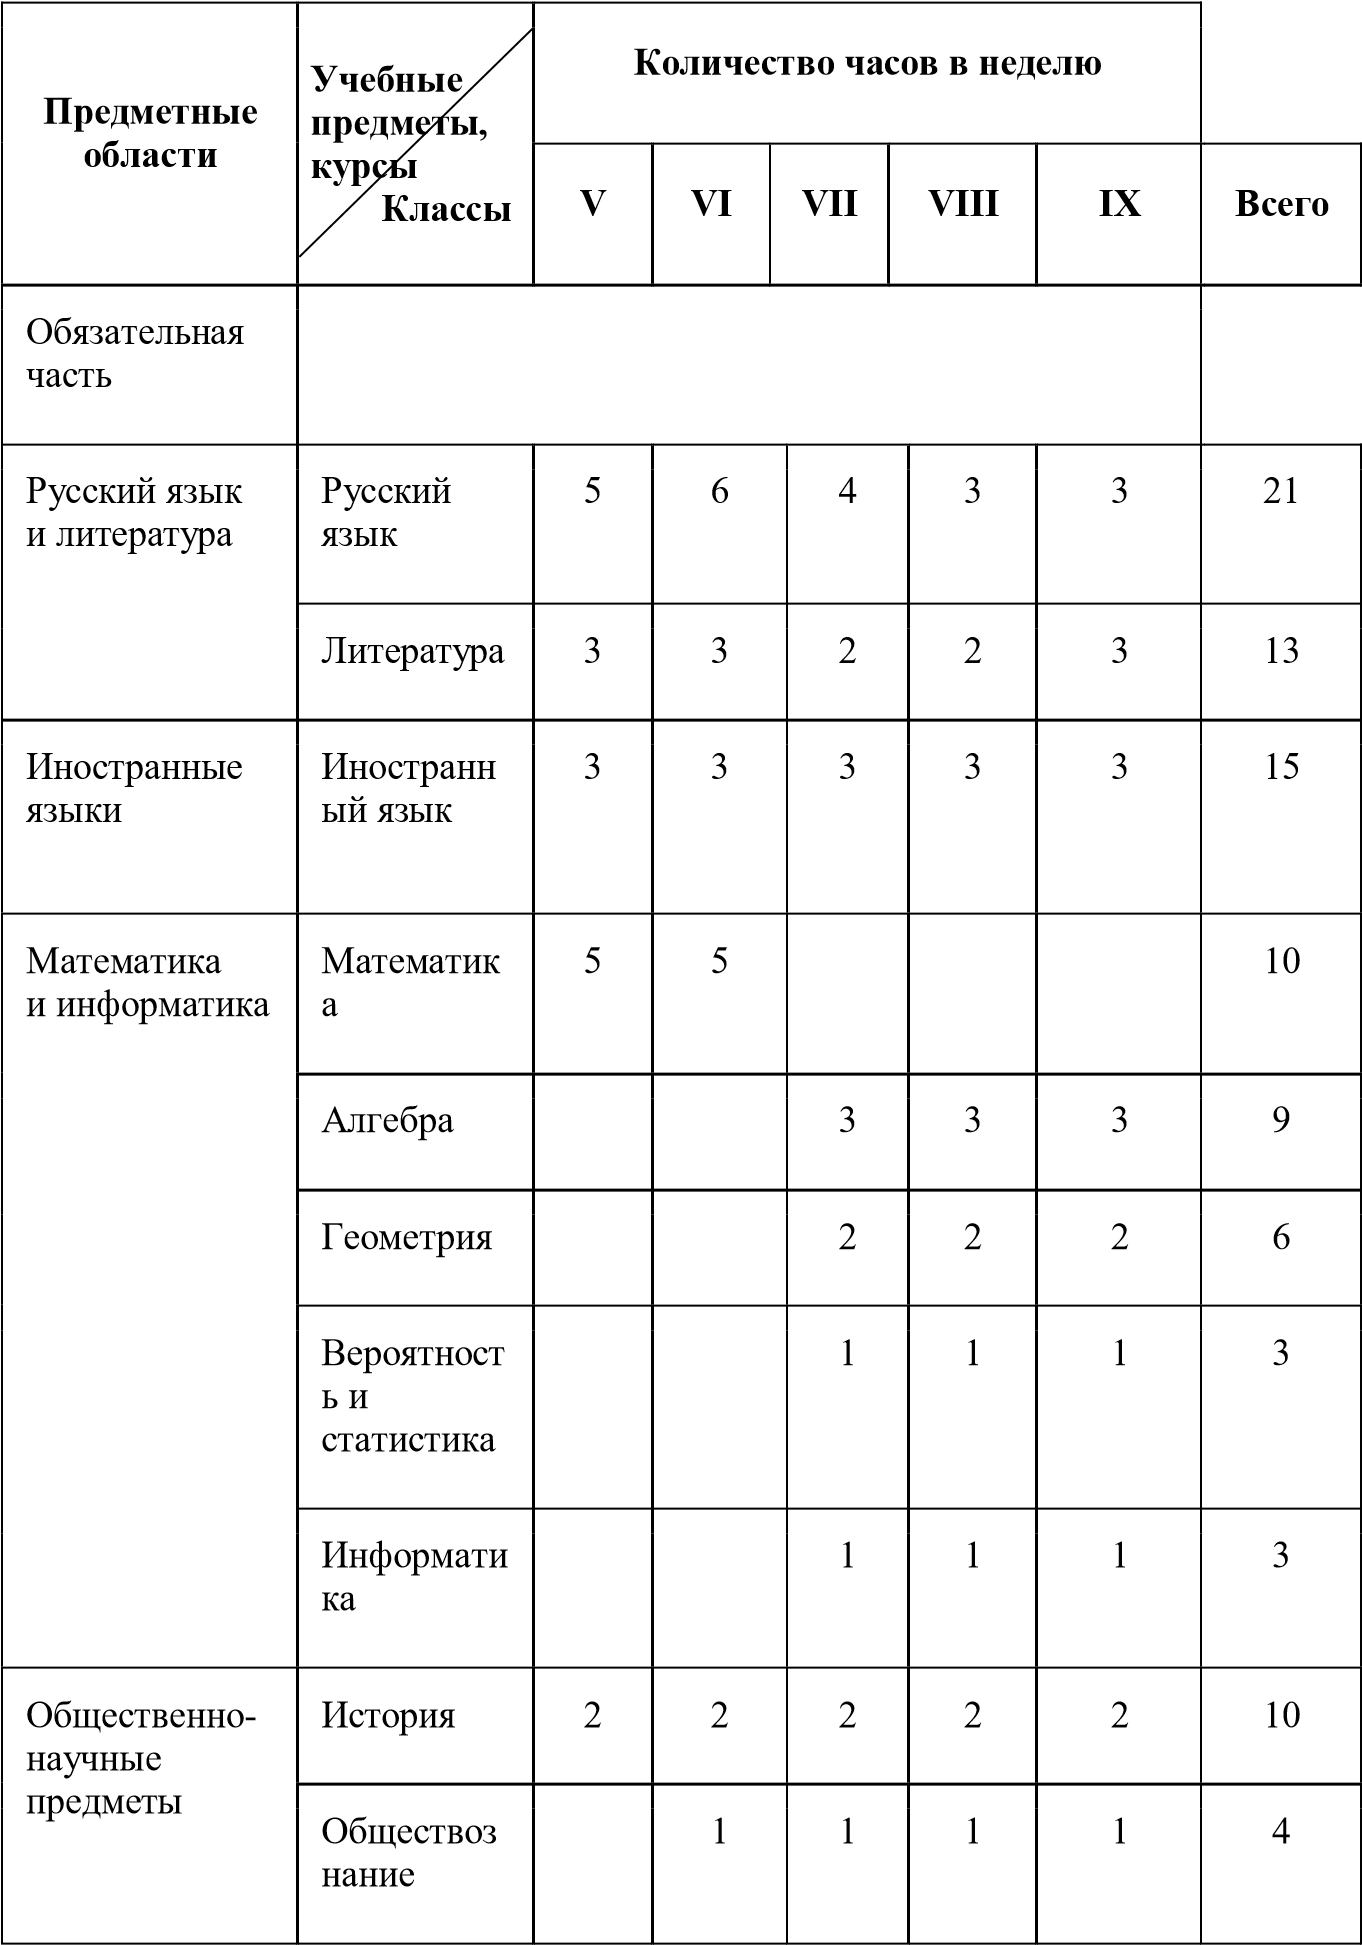 Предметные
области
Учебные
предметы,
курсы
Классы
Количество часов в неделю
V VI VII VIII IX Всего
Обязательная
часть
Русский язык
и литература
Русский
язык
5 6 4 3 3 21
Литература 3 3 2 2 3 13
Иностранные
языки
Иностранн
ый язык
3 3 3 3 3 15
Математика
и информатика
Математик
а
5 5 10
Алгебра 3 3 3 9
Геометрия 2 2 2 6
Вероятност
ь и
статистика
1 1 1 3
Информати
ка
1 1 1 3
Общественно-
научные
предметы
История 2 2 2 2 2 10
Обществоз
нание
1 1 1 1 4